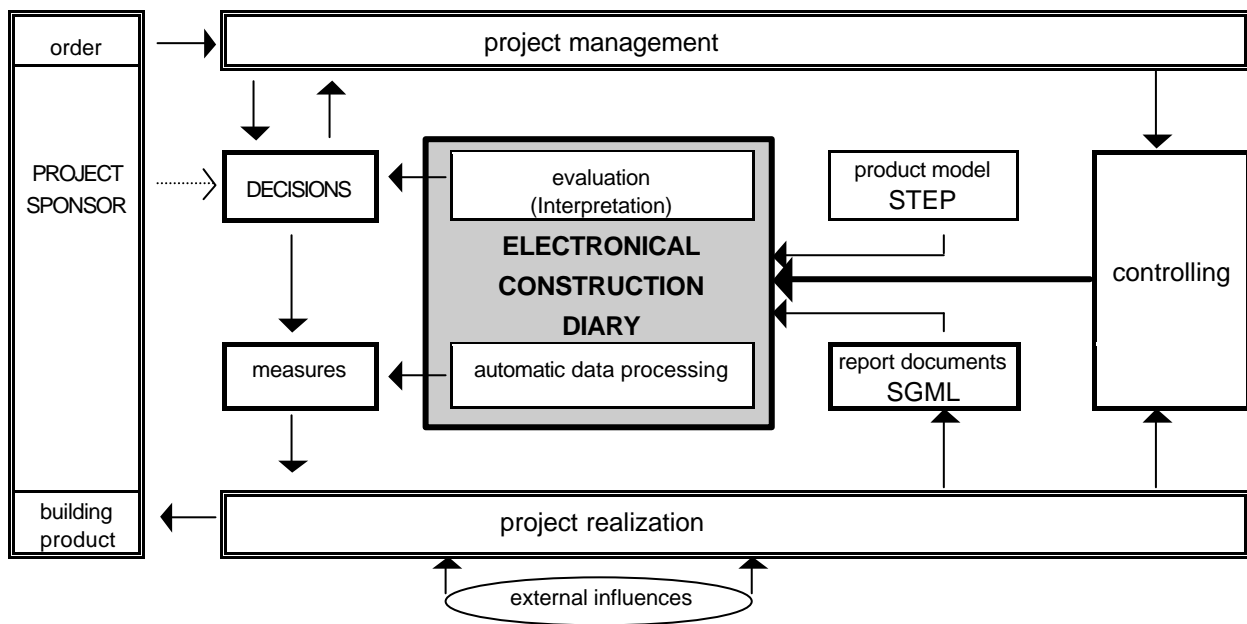 order
project management
PROJECT
SPONSOR
DECISIONS
evaluation
(Interpretation)
product model
STEP
ELECTRONICAL
CONSTRUCTION
DIARY
controlling
measures
automatic data processing
report documents
SGML
building
product
project realization
external influences